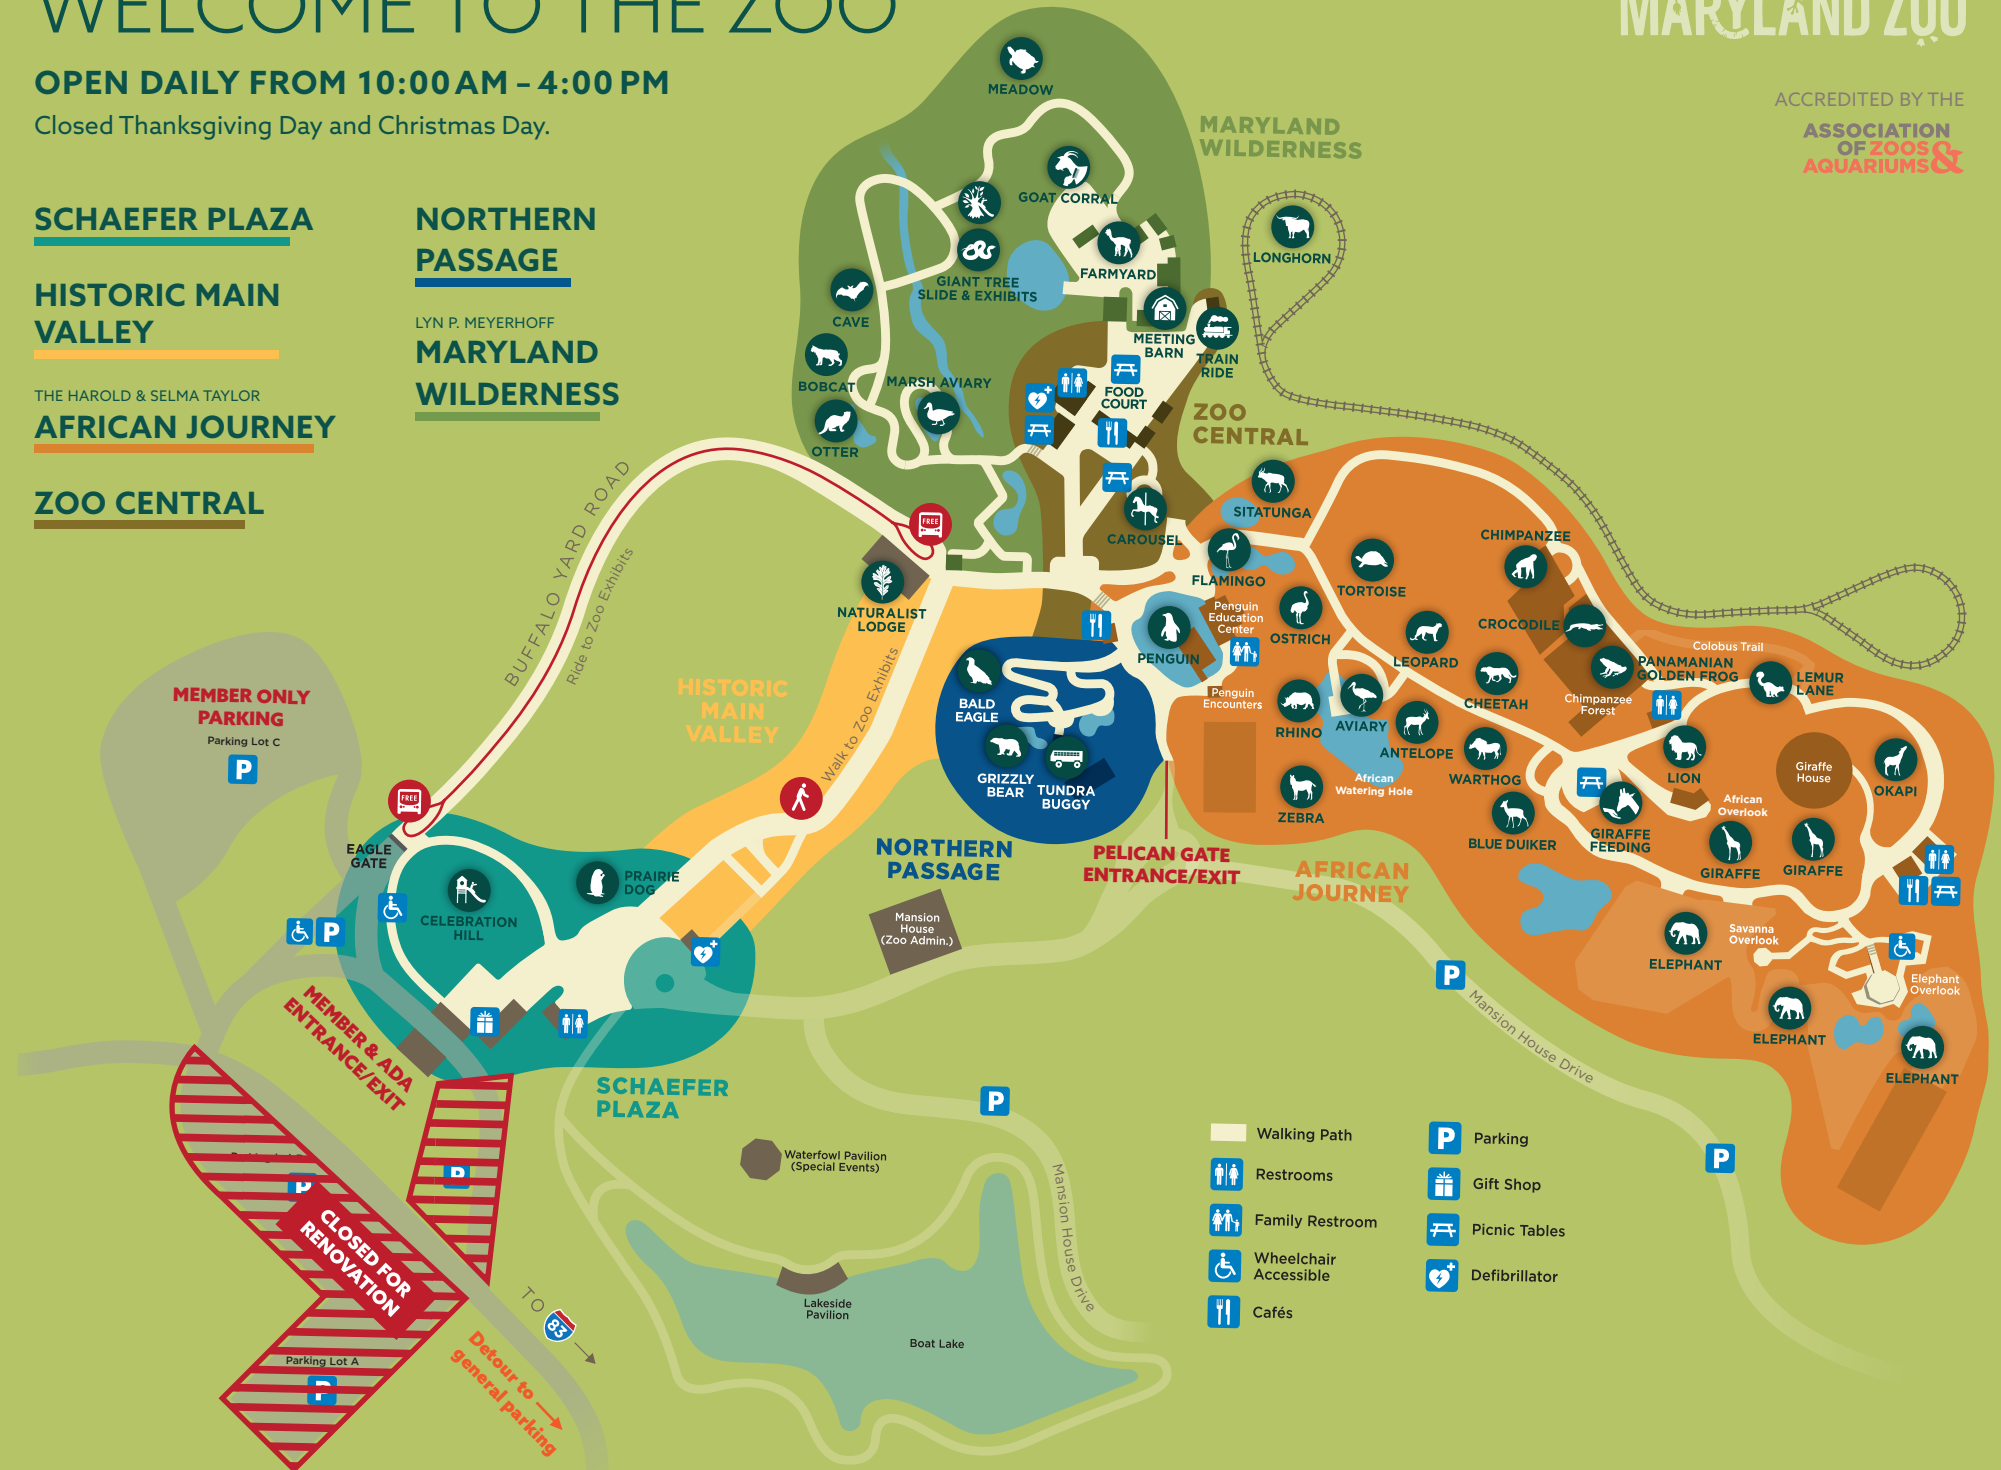 WELCOME TO THE ZOO
OPEN DAILY FROM 10:00 AM – 4:00 PM
Closed Thanksgiving Day and Christmas Day.
SCHAEFER PLAZA
HISTORIC MAIN
VALLEY
THE HAROLD & SELMA TAYLOR
AFRICAN JOURNEY
ZOO CENTRAL
NORTHERN
PASSAGE
LYN P. MEYERHOFF
MARYLAND
WILDERNESS
MARYLAND ZOO
ACCREDITED BY THE
ASSOCIATION
OF ZOOS &
AQUARIUMS
MEADOW
MARYLAND
WILDERNESS
GOAT CORRAL
LONGHORN
FARMYARD
GIANT TREE
SLIDE & EXHIBITS
CAVE
MEETING
BARN
TRAIN
RIDE
BOBCAT
MARSH AVIARY
FOOD
COURT
ZOO
CENTRAL
OTTER
SITATUNGA
CAROUSEL
FREE
BUFFALO YARD ROAD
Ride to Zoo Exhibits
NATURALIST
LODGE
FLAMINGO
TORTOISE
CHIMPANZEE
Penguin
Education
Center
OSTRICH
CROCODILE
LEOPARD
PENGUIN
Colobus Trail
PANAMANIAN
GOLDEN FROG
LEMUR
LANE
CHEETAH
Chimpanzee
Forest
Penguin
Encounters
RHINO
AVIARY
ANTELOPE
WARTHOG
LION
Giraffe
House
OKAPI
African
Watering Hole
ZEBRA
African
Overlook
BLUE DUIKER
GIRAFFE
FEEDING
GIRAFFE
GIRAFFE
MEMBER ONLY
PARKING
Parking Lot C
P
HISTORIC
MAIN
VALLEY
Walk to Zoo Exhibits
BALD
EAGLE
GRIZZLY
BEAR
TUNDRA
BUGGY
FREE
EAGLE
GATE
NORTHERN
PASSAGE
PELICAN GATE
ENTRANCE/EXIT
AFRICAN
JOURNEY
CELEBRATION
HILL
PRAIRIE
DOG
P
Mansion
House
(Zoo Admin.)
ELEPHANT
Savanna
Overlook
Elephant
Overlook
P
ELEPHANT
ELEPHANT
Mansion House Drive
MEMBER & ADA
ENTRANCE/EXIT
SCHAEFER
PLAZA
P
P
P
P
CLOSED FOR
RENOVATION
Parking Lot A
P
Waterfowl Pavilion
(Special Events)
Mansion House Drive
Lakeside
Pavilion
Boat Lake
TO
83
Detour to
general parking
Walking Path
Restrooms
Family Restroom
Wheelchair
Accessible
Cafés
P
Parking
Gift Shop
Picnic Tables
Defibrillator